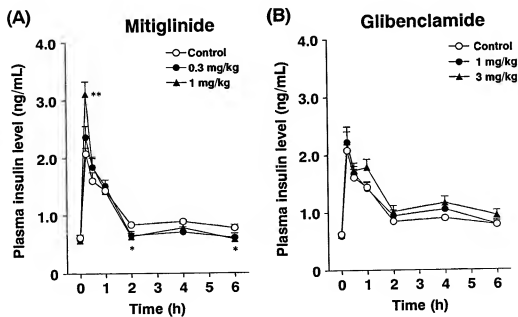 (A)
Mitiglinide
Control
0.3 mg/kg
1 mg/kg
Plasma insulin level (ng/mL)
4.0
3.0
2.0
1.0
0
**
*
*
0 1 2 3 4 5 6
Time (h)
(B)
Glibenclamide
Control
1 mg/kg
3 mg/kg
Plasma insulin level (ng/mL)
4.0
3.0
2.0
1.0
0
0 1 2 3 4 5 6
Time (h)